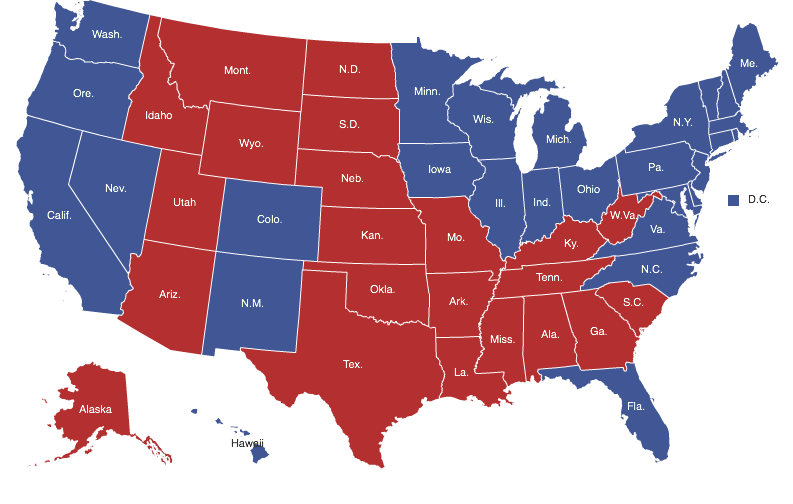 Wash.
Me.
Mont.
N.D.
Minn.
Ore.
Idaho
S.D.
Wis.
N.Y.
Wyo.
Mich.
Iowa
Pa.
Neb.
Nev.
Ohio
Utah
Ill.
Ind.
D.C.
Calif.
Colo.
W.Va.
Va.
Kan.
Mo.
Ky.
N.C.
Tenn.
Ariz.
N.M.
Okla.
Ark.
S.C.
Miss.
Ala.
Ga.
Tex.
La.
Fla.
Alaska
Hawaii